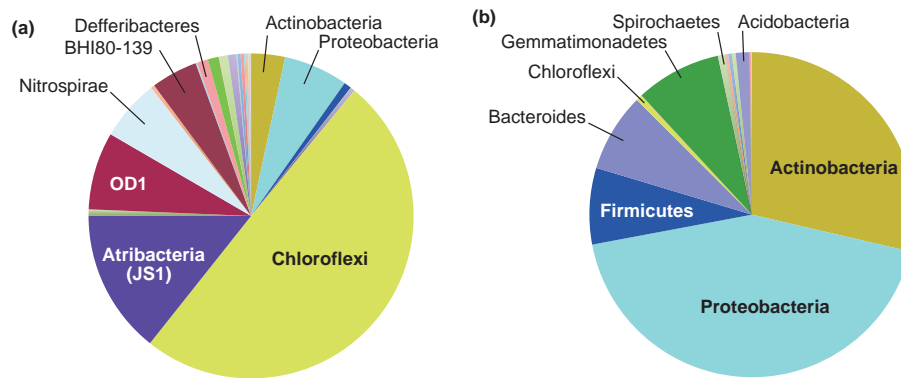 (a)
Defferibacteres
Actinobacteria
BHI80-139
Proteobacteria
Nitrospirae
OD1
Atribacteria
(JS1)
Chloroflexi
(b)
Spirochaetes
Acidobacteria
Gemmatimonadetes
Chloroflexi
Bacteroides
Actinobacteria
Firmicutes
Proteobacteria